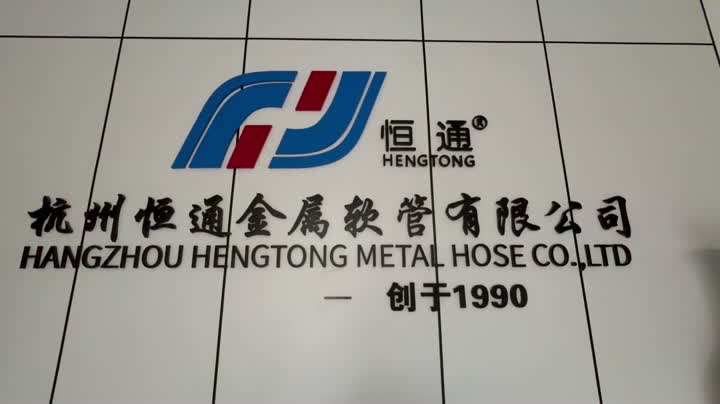 恒通®
HENGTONG
杭州恒通金属软管有限公司
HANGZHOU HENGTONG METAL HOSE CO.,LTD
— 创于1990